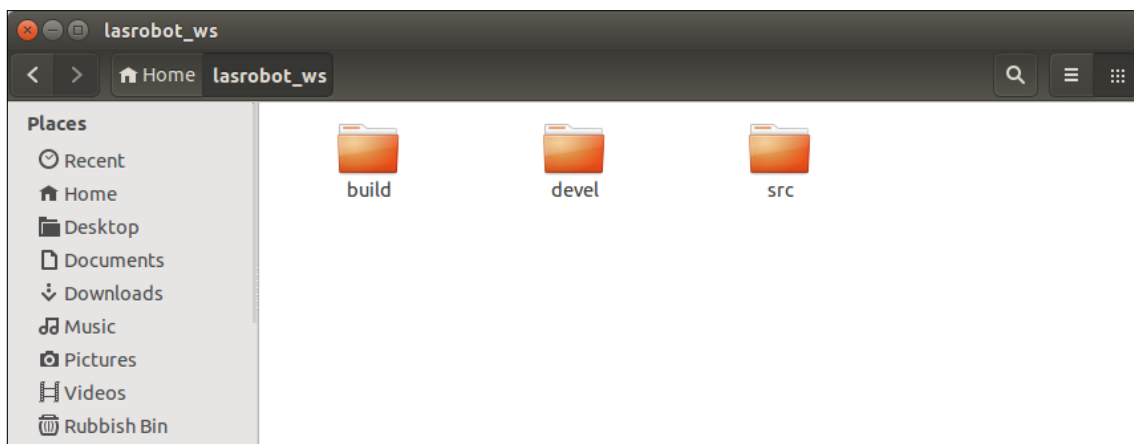 lasrobot_ws
Home lasrobot_ws
Places
Recent
Home
Desktop
Documents
Downloads
Music
Pictures
Videos
Rubbish Bin
build devel src